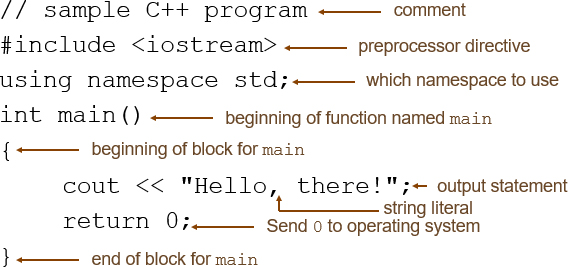 // sample C++ program comment
#include <iostream> preprocessor directive
using namespace std; which namespace to use
int main() beginning of function named main
{ beginning of block for main
cout << "Hello, there!"; output statement
string literal
return 0; Send 0 to operating system
} end of block for main